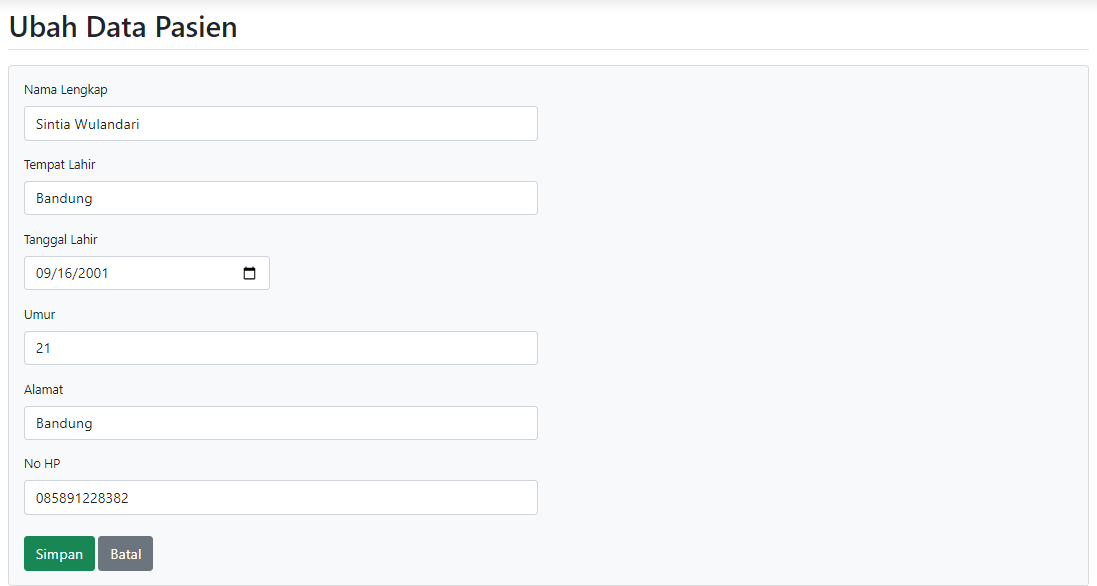 Ubah Data Pasien
Nama Lengkap
Sintia Wulandari
Tempat Lahir
Bandung
Tanggal Lahir
09/16/2001
Umur
21
Alamat
Bandung
No HP
085891228382
Simpan Batal